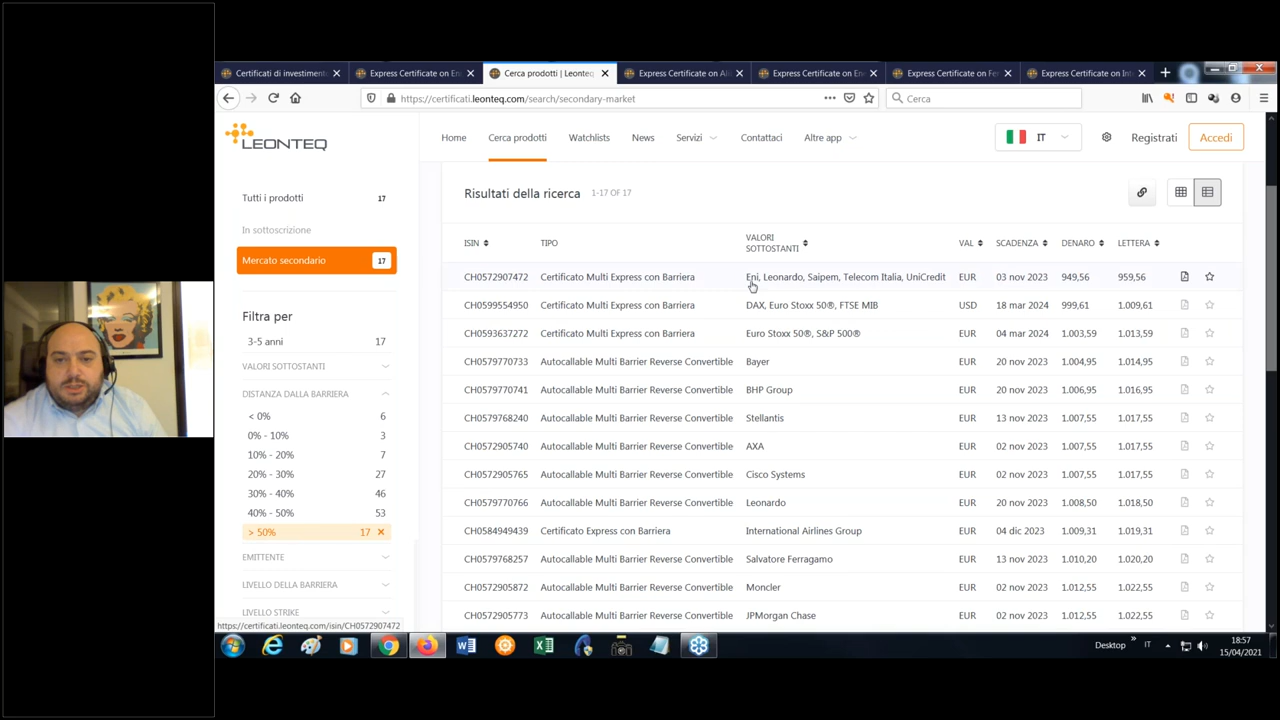 Certificati di investiment
Express Certificate on En
Cerca prodotti | Leonteq
Express Certificate on Al
Express Certificate on En
Express Certificate on Fe
Express Certificate on Int
https://certificati.leonteq.com/search/secondary-market
Cerca
LEONTEQ
Home
Cerca prodotti
Watchlists
News
Servizi
Contattaci
Altre app
IT
Registrati
Accedi
Tutti i prodotti 17
In sottoscrizione
Mercato secondario 17
Filtra per
3-5 anni 17
VALORI SOTTOSTANTI
DISTANZA DALLA BARRIERA
< 0% 6
0% - 10% 3
10% - 20% 7
20% - 30% 27
30% - 40% 46
40% - 50% 53
> 50% 17
EMITTENTE
LIVELLO DELLA BARRIERA
LIVELLO STRIKE
https://certificati.leonteq.com/isin/CH0572907472
Risultati della ricerca 1-17 OF 17
ISIN TIPO VALORI SOTTOSTANTI VAL SCADENZA DENARO LETTERA
CH0572907472 Certificato Multi Express con Barriera Eni, Leonardo, Saipem, Telecom Italia, UniCredit EUR 03 nov 2023 949,56 959,56
CH0599554950 Certificato Multi Express con Barriera DAX, Euro Stoxx 50®, FTSE MIB USD 18 mar 2024 999,61 1.009,61
CH0593637272 Certificato Multi Express con Barriera Euro Stoxx 50®, S&P 500® EUR 04 mar 2024 1.003,59 1.013,59
CH0579770733 Autocallable Multi Barrier Reverse Convertible Bayer EUR 20 nov 2023 1.004,95 1.014,95
CH0579770741 Autocallable Multi Barrier Reverse Convertible BHP Group EUR 20 nov 2023 1.006,95 1.016,95
CH0579768240 Autocallable Multi Barrier Reverse Convertible Stellantis EUR 13 nov 2023 1.007,55 1.017,55
CH0572905740 Autocallable Multi Barrier Reverse Convertible AXA EUR 02 nov 2023 1.007,55 1.017,55
CH0572905765 Autocallable Multi Barrier Reverse Convertible Cisco Systems EUR 02 nov 2023 1.007,55 1.017,55
CH0579770766 Autocallable Multi Barrier Reverse Convertible Leonardo EUR 20 nov 2023 1.008,50 1.018,50
CH0584949439 Certificato Express con Barriera International Airlines Group EUR 04 dic 2023 1.009,31 1.019,31
CH0579768257 Autocallable Multi Barrier Reverse Convertible Salvatore Ferragamo EUR 13 nov 2023 1.010,20 1.020,20
CH0572905872 Autocallable Multi Barrier Reverse Convertible Moncler EUR 02 nov 2023 1.012,55 1.022,55
CH0572905773 Autocallable Multi Barrier Reverse Convertible JPMorgan Chase EUR 02 nov 2023 1.012,55 1.022,55
Desktop
IT
18:57
15/04/2021